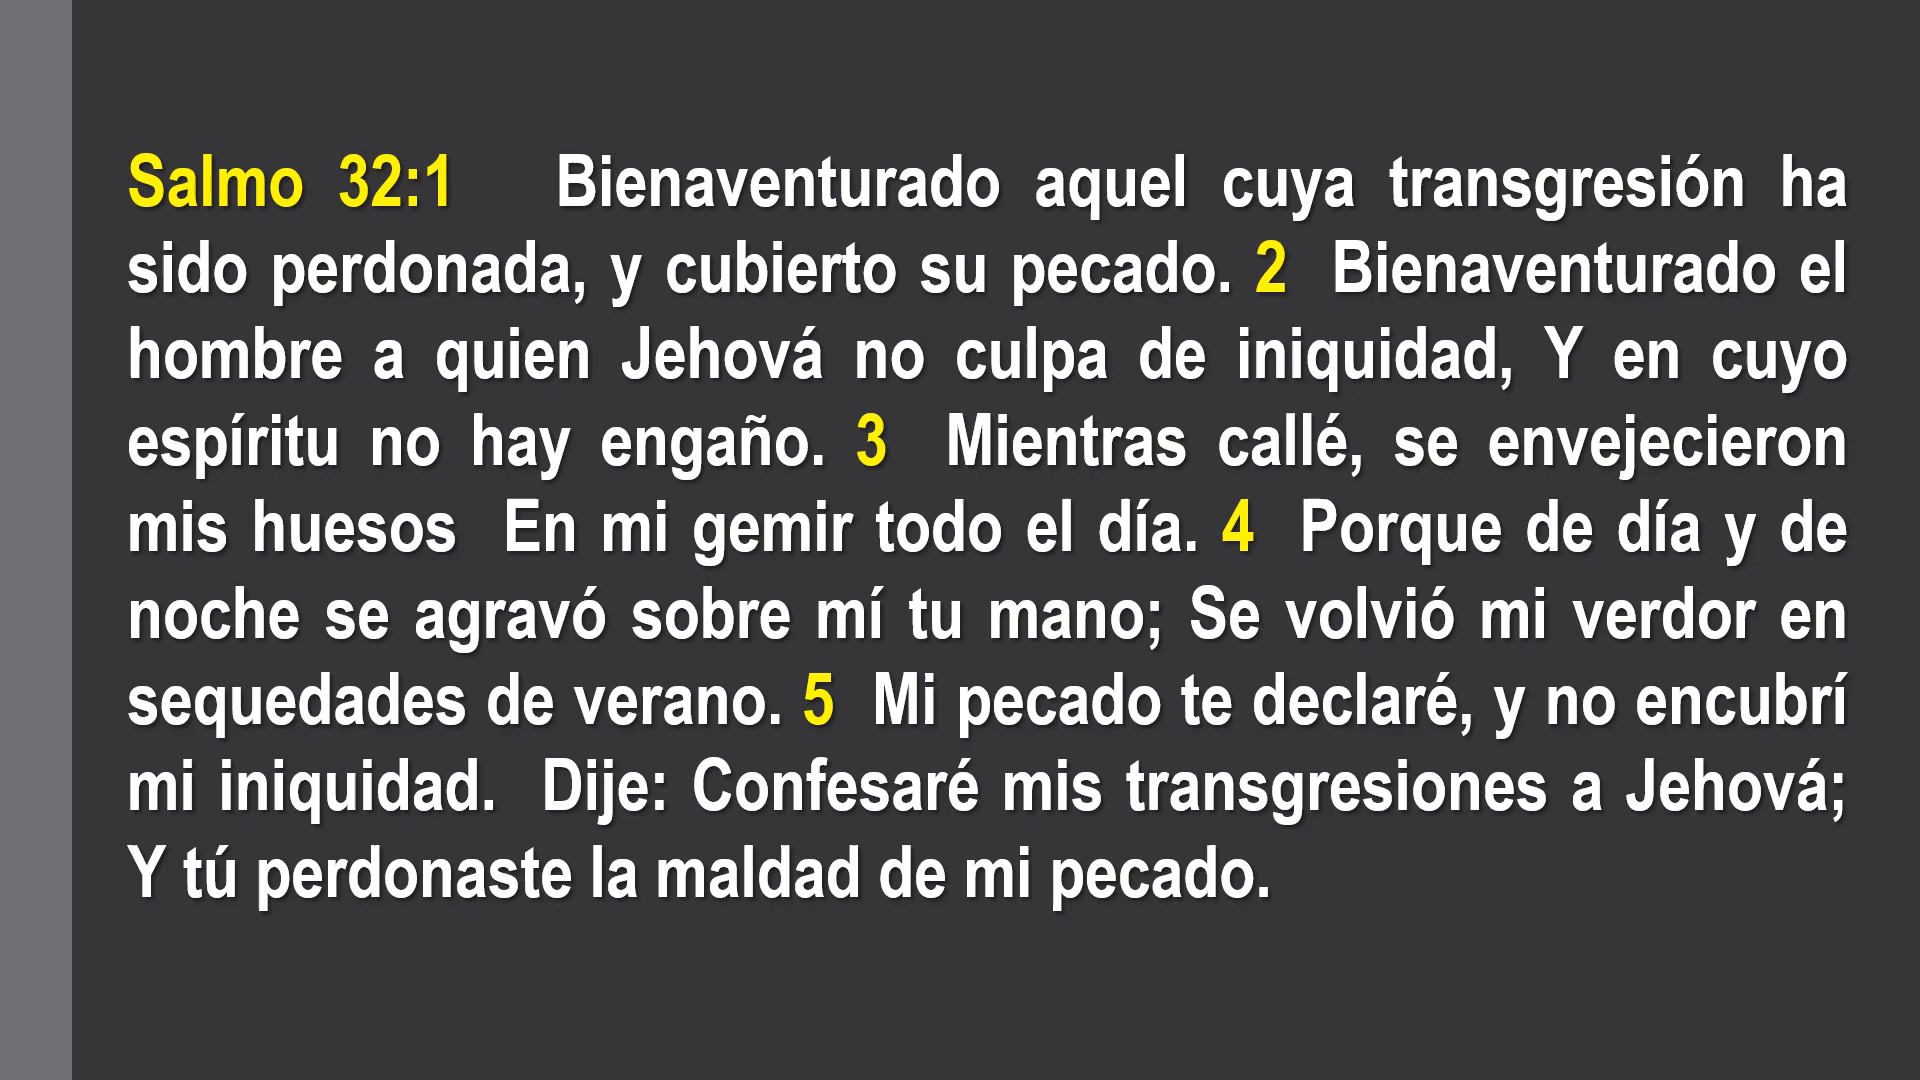 Salmo 32:1 Bienaventurado aquel cuya transgresión ha
sido perdonada, y cubierto su pecado. 2 Bienaventurado el
hombre a quien Jehová no culpa de iniquidad, Y en cuyo
espíritu no hay engaño. 3 Mientras callé, se envejecieron
mis huesos En mi gemir todo el día. 4 Porque de día y de
noche se agravó sobre mí tu mano; Se volvió mi verdor en
sequedades de verano. 5 Mi pecado te declaré, y no encubrí
mi iniquidad. Dije: Confesaré mis transgresiones a Jehová;
Y tú perdonaste la maldad de mi pecado.